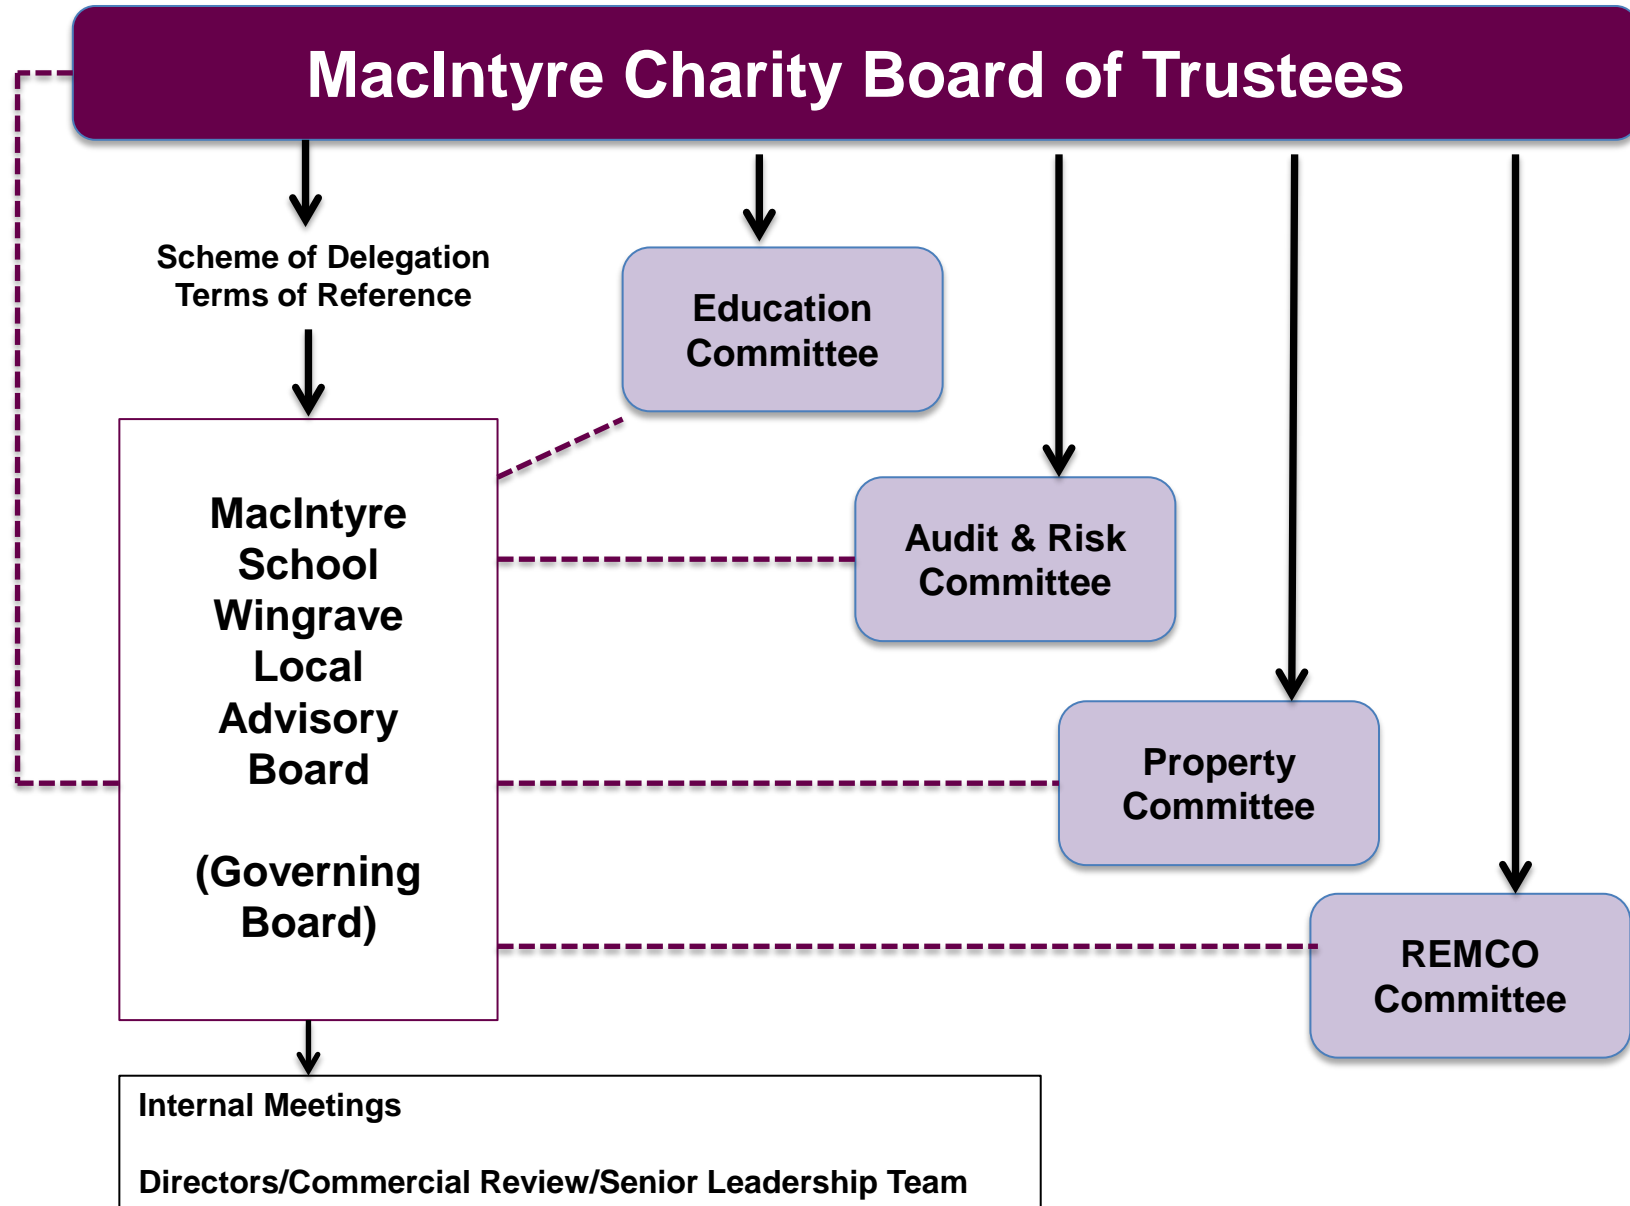 MacIntyre Charity Board of Trustees
Scheme of Delegation
Terms of Reference
Education
Committee
Audit & Risk
Committee
Property
Committee
REMCO
Committee
MacIntyre
School
Wingrave
Local
Advisory
Board
(Governing
Board)
Internal Meetings
Directors/Commercial Review/Senior Leadership Team